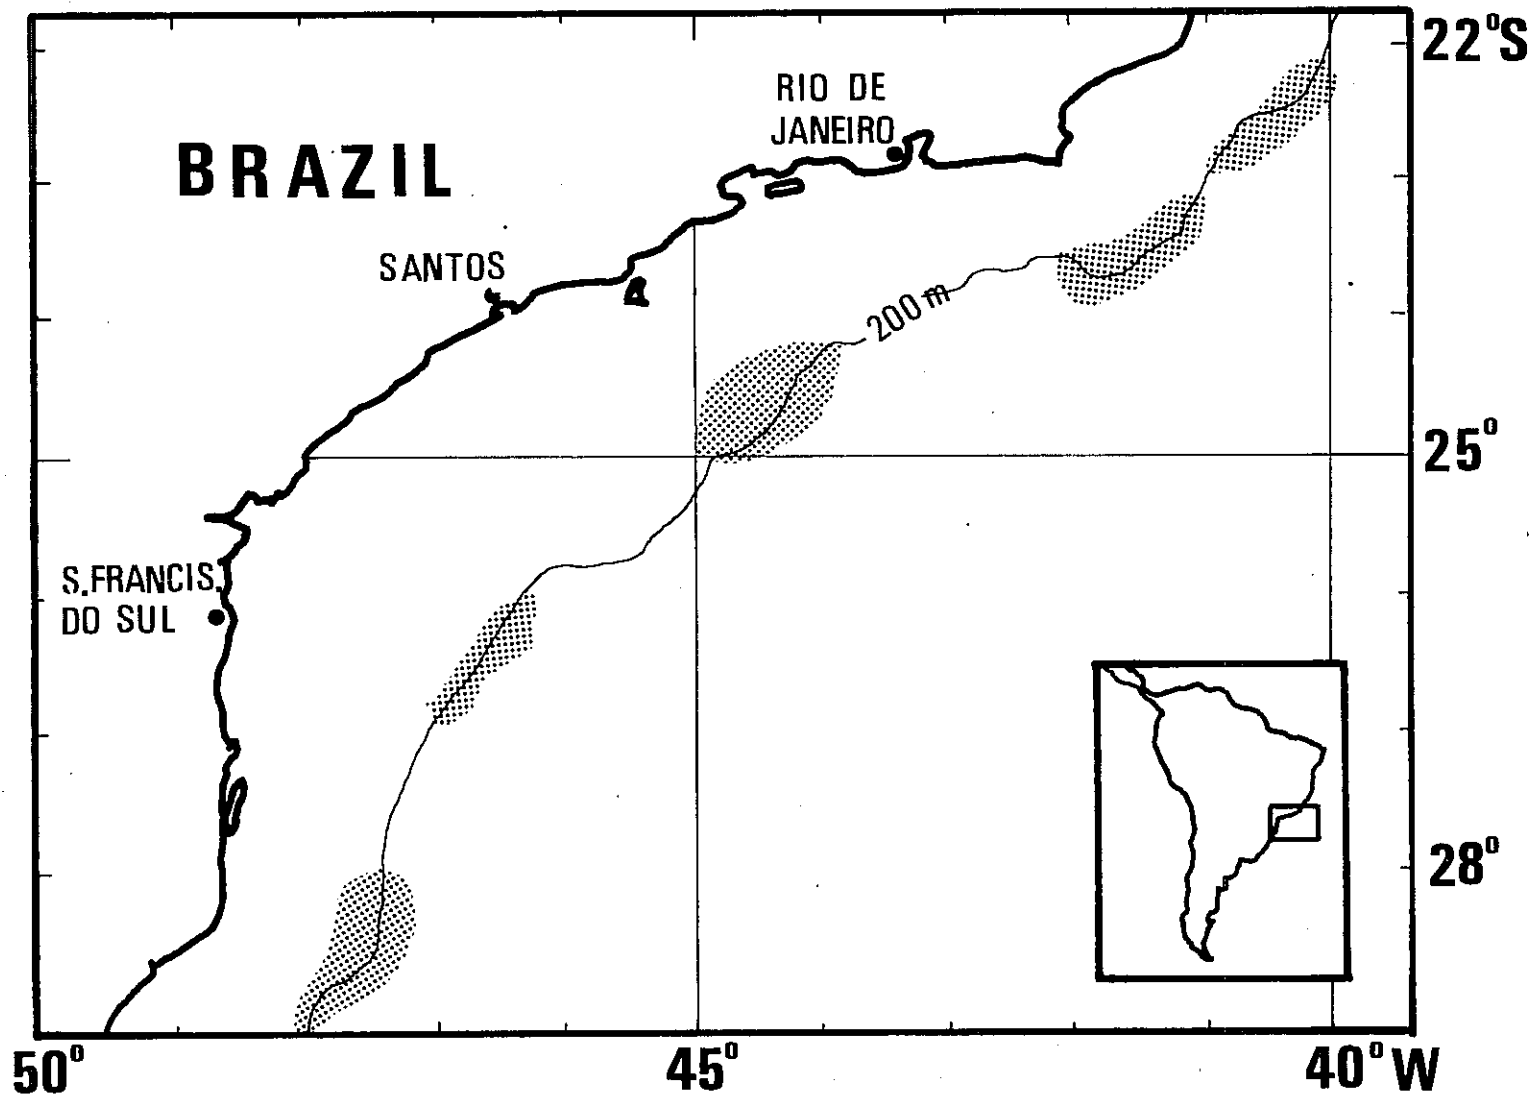 22°S
RIO DE
JANEIRO
BRAZIL
SANTOS
200 m
25°
S.FRANCIS.
DO SUL
28°
50°
45°
40°W